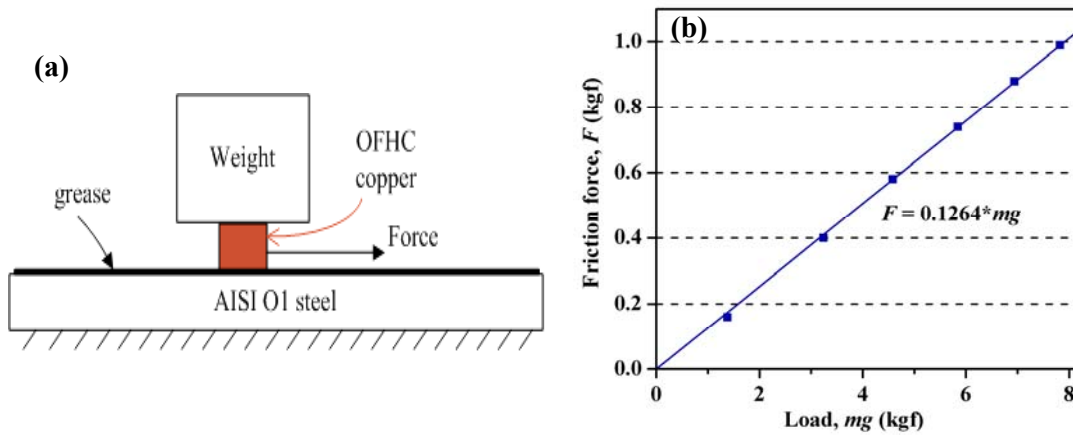 (a)
Weight
OFHC
copper
grease
Force
AISI O1 steel
(b)
Friction force, F (kgf)
1.0
0.8
0.6
0.4
0.2
0.0
F = 0.1264*mg
0
2
4
6
8
Load, mg (kgf)